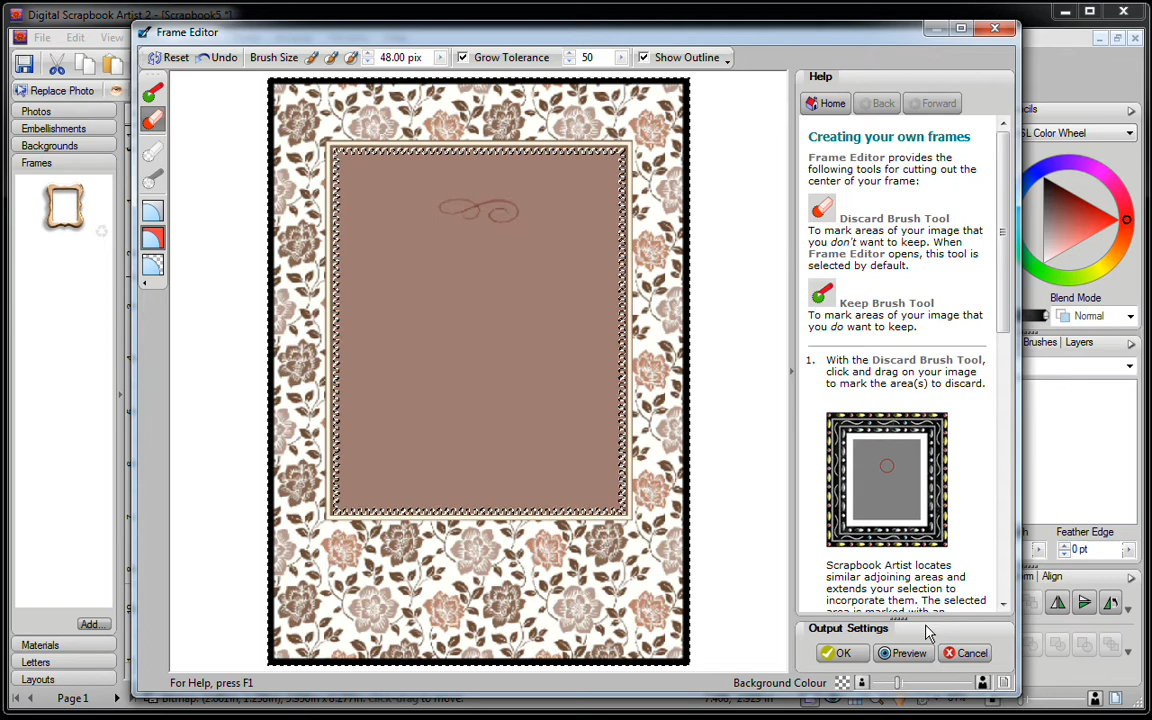 Digital Scrapbook Artist 2 - [Scrapbook5 *]
Frame Editor
File Edit View
Reset Undo Brush Size 48.00 pix Grow Tolerance 50 Show Outline
Replace Photo
Photos
Embellishments
Backgrounds
Frames
Add...
Materials
Letters
Layouts
Page 1
Help
Home Back Forward
Creating your own frames
Frame Editor provides the
following tools for cutting out the
center of your frame:
Discard Brush Tool
To mark areas of your image that
you don't want to keep. When
Frame Editor opens, this tool is
selected by default.
Keep Brush Tool
To mark areas of your image that
you do want to keep.
1. With the Discard Brush Tool,
click and drag on your image
to mark the area(s) to discard.
Scrapbook Artist locates
similar adjoining areas and
extends your selection to
incorporate them. The selected
area is marked with an
Output Settings
OK Preview Cancel
For Help, press F1
Background Colour
SL Color Wheel
Blend Mode
Normal
Brushes | Layers
Feather Edge
0 pt
Align